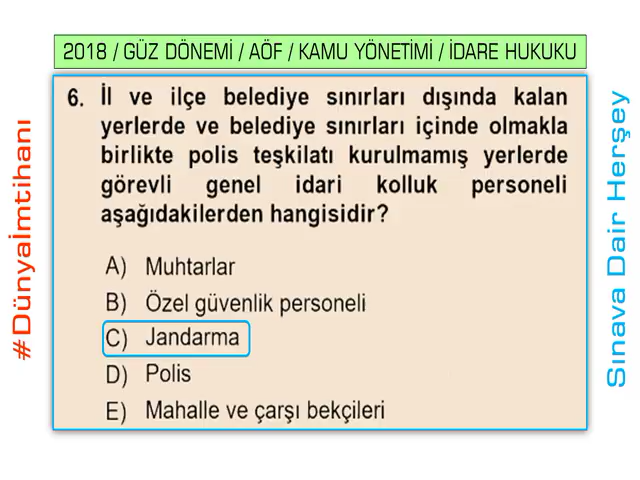 2018 / GÜZ DÖNEMİ / AÖF / KAMU YÖNETİMİ / İDARE HUKUKU
#Dünyaİmtihanı
6. İl ve ilçe belediye sınırları dışında kalan
yerlerde ve belediye sınırları içinde olmakla
birlikte polis teşkilatı kurulmamış yerlerde
görevli genel idari kolluk personeli
aşağıdakilerden hangisidir?
A) Muhtarlar
B) Özel güvenlik personeli
C) Jandarma
D) Polis
E) Mahalle ve çarşı bekçileri
Sınava Dair Herşey